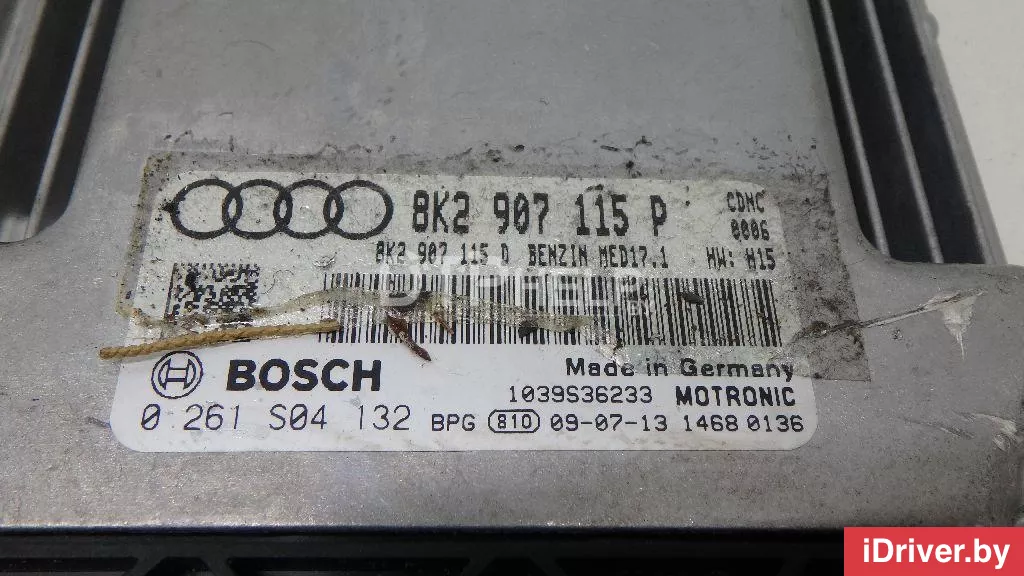 8K2 907 115 P
CDNC
0006
8K2 907 115 D BENZIN MED17.1 HW: H15
BOSCH
Made in Germany
1039S36233 MOTRONIC
0 261 S04 132 BPG 810 09-07-13 1468 0136
iDriver.by